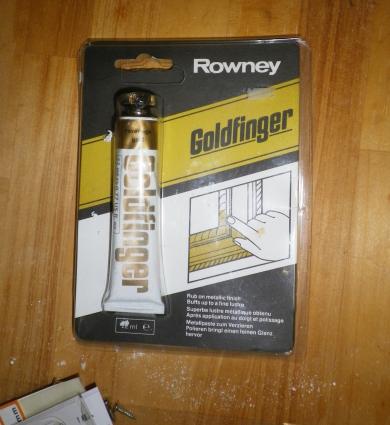 Rowney
Goldfinger
Goldfinger
Rub on metallic finish
Buffs up to a fine lustre
Superbe lustre métallique obtenu
Après application au doigt et polissage
Metallpaste zum Verzieren
Polieren bringt einen feinen Glanz
hervor
ml e
mm